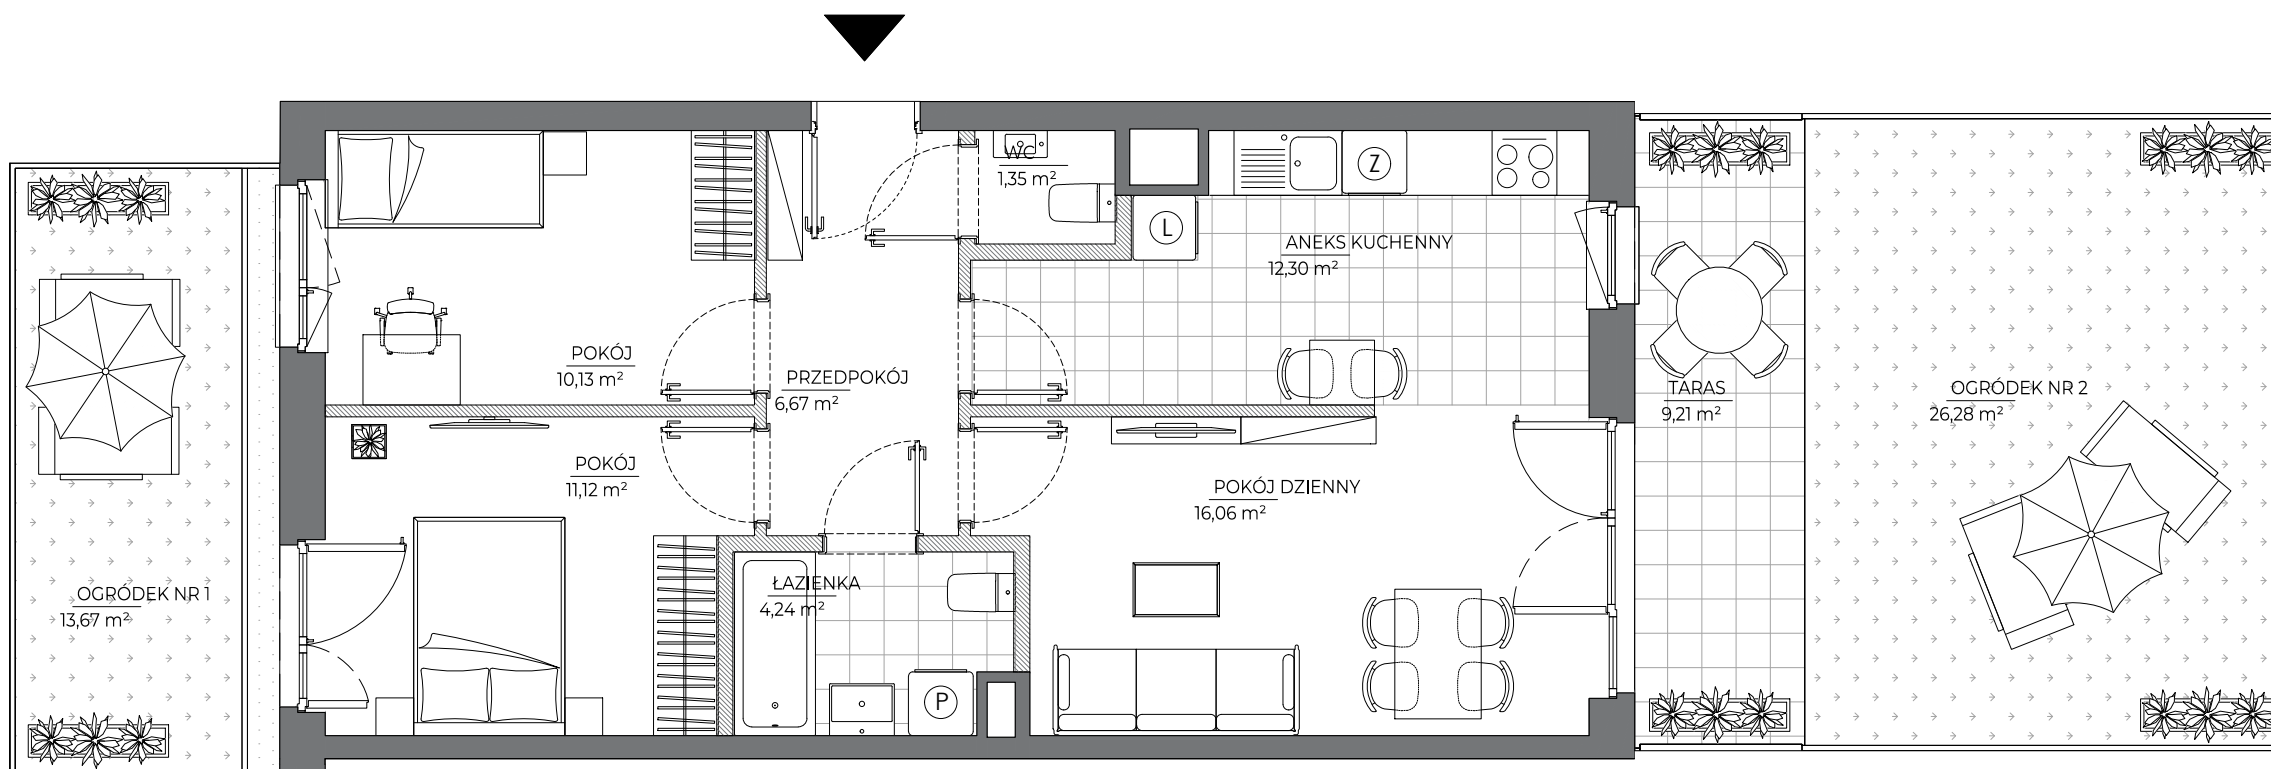 WC
1,35 m²
Z
L
ANEKS KUCHENNY
12,30 m²
POKÓJ
10,13 m²
PRZEDPOKÓJ
6,67 m²
TARAS
9,21 m²
OGRÓDEK NR 2
26,28 m²
POKÓJ
11,12 m²
POKÓJ DZIENNY
16,06 m²
OGRÓDEK NR 1
13,67 m²
ŁAZIENKA
4,24 m²
P